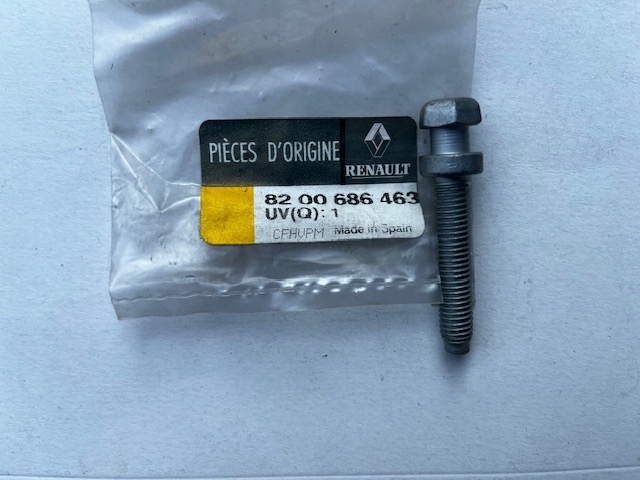 PIÈCES D'ORIGINE
RENAULT
82 00 686 463
UV(Q): 1
CFHVPM Made in Spain